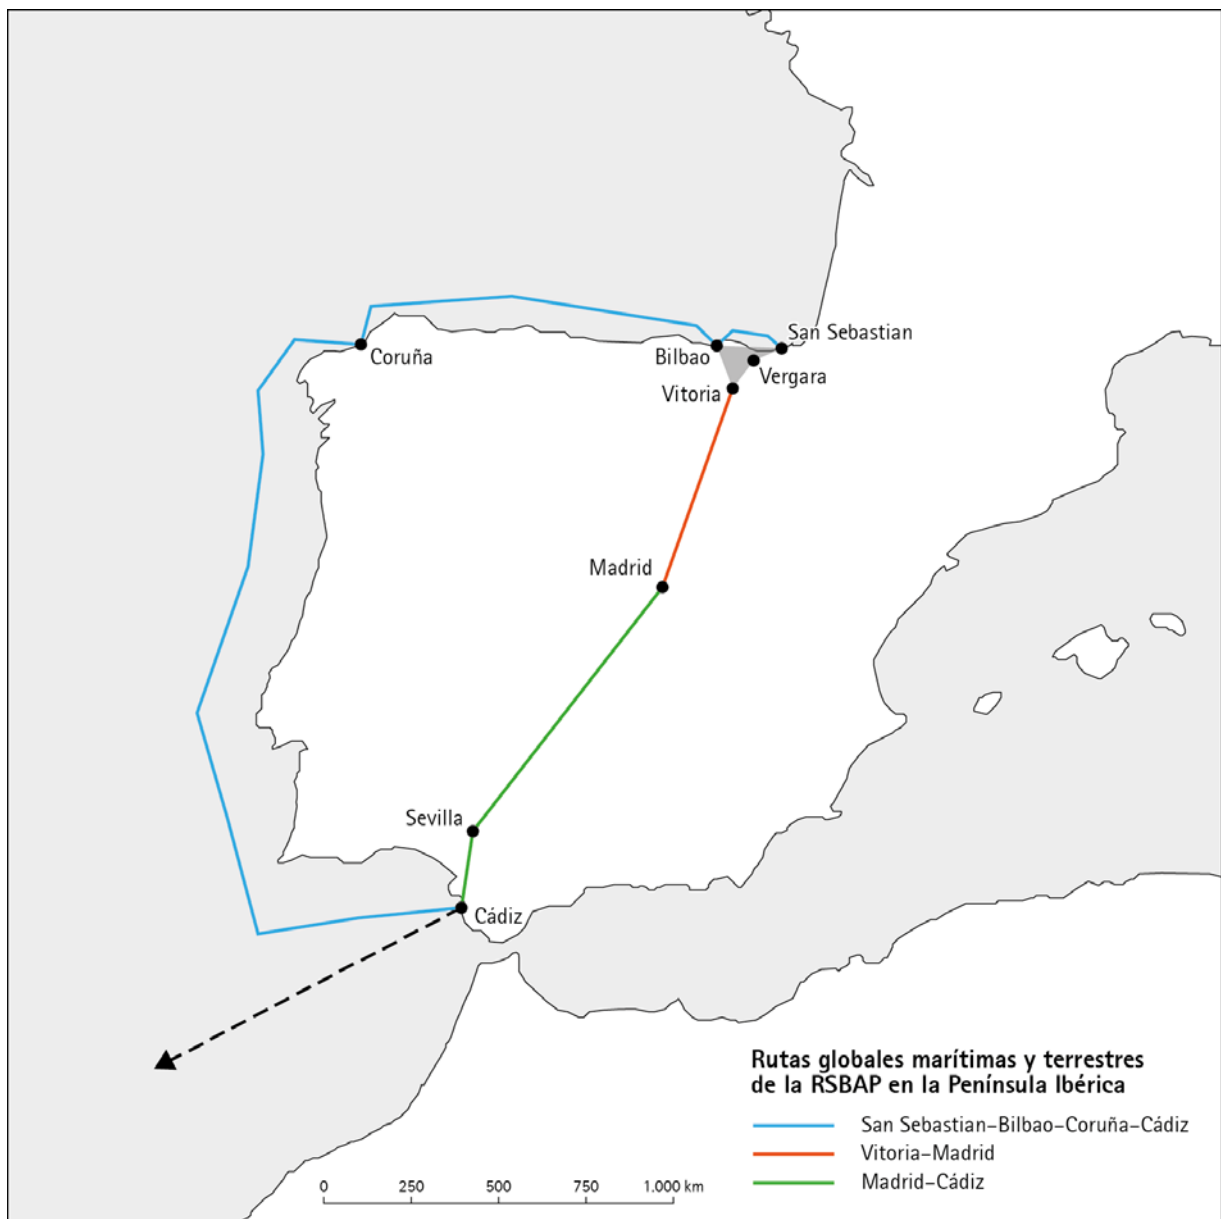 San Sebastian
Bilbao
Coruña
Vergara
Vitoria
Madrid
Sevilla
Cádiz
Rutas globales marítimas y terrestres
de la RSBAP en la Península Ibérica
San Sebastian–Bilbao–Coruña–Cádiz
Vitoria–Madrid
Madrid–Cádiz
0 250 500 750 1.000 km